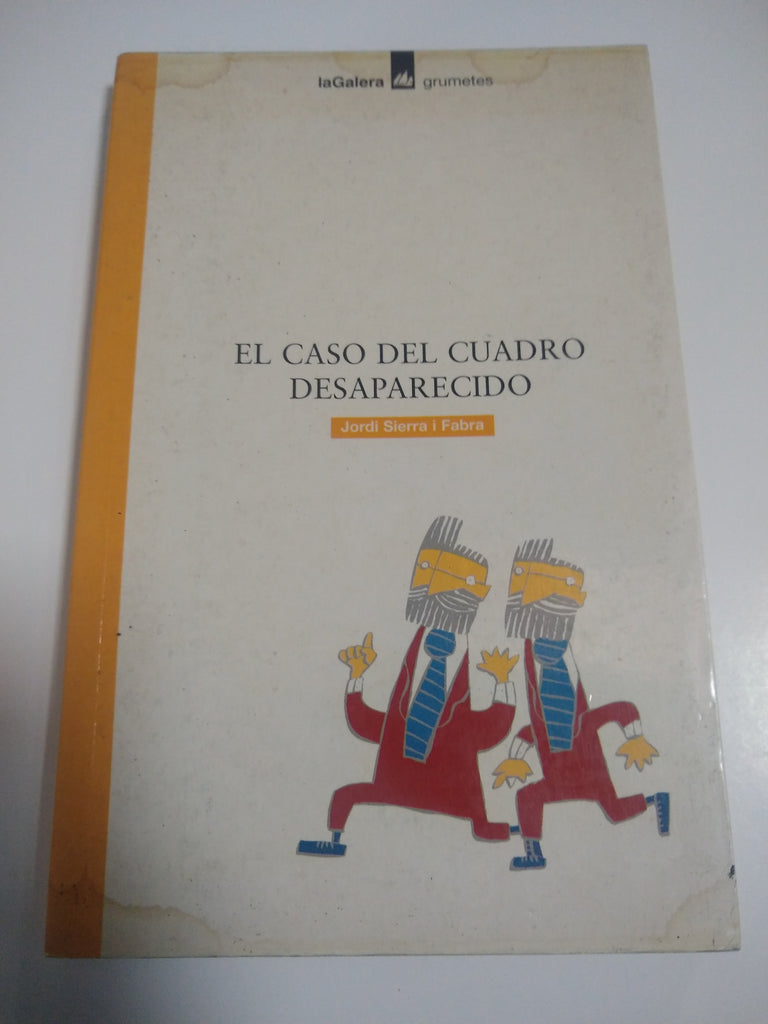 laGalera grumetes
EL CASO DEL CUADRO
DESAPARECIDO
Jordi Sierra i Fabra